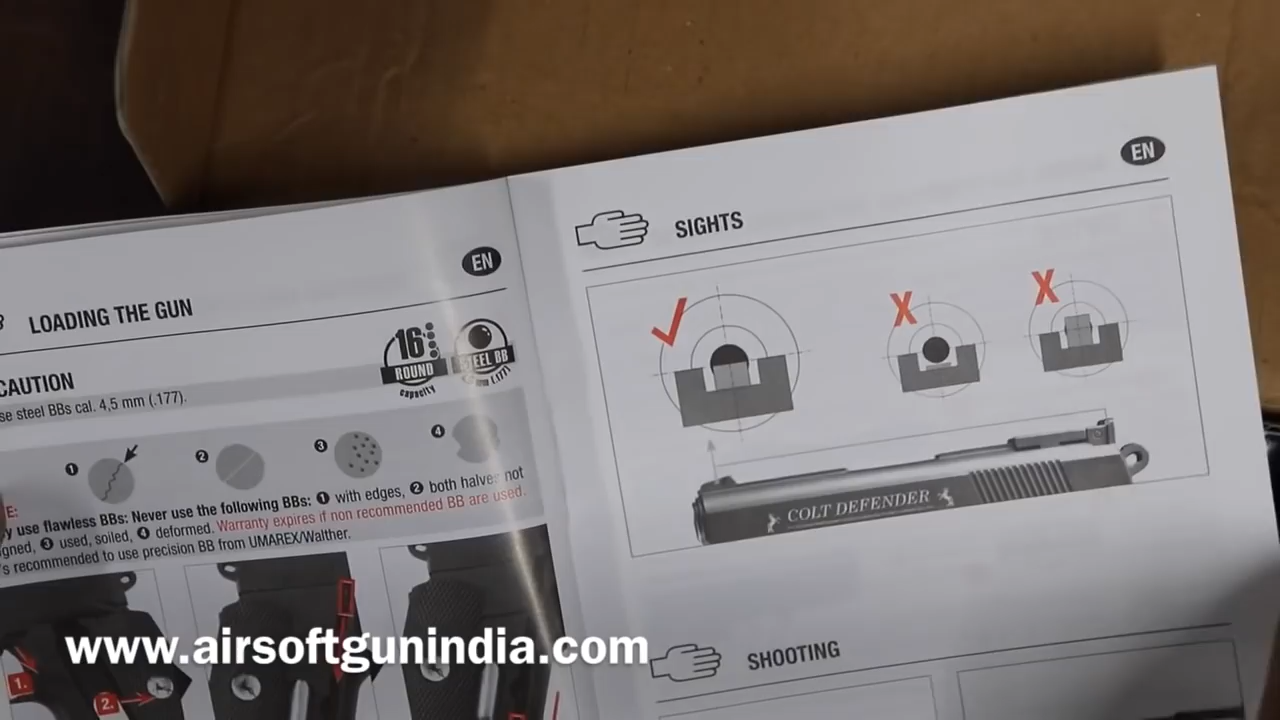 EN
LOADING THE GUN
16
ROUND
capacity
STEEL BB
CAUTION
se steel BBs cal. 4,5 mm (.177).
1 2 3 4
E:
y use flawless BBs: Never use the following BBs: 1 with edges, 2 both halves not
gned, 3 used, soiled, 4 deformed. Warranty expires if non recommended BB are used.
's recommended to use precision BB from UMAREX/Walther.
1.
2.
EN
SIGHTS
X X
COLT DEFENDER
SHOOTING
www.airsoftgunindia.com